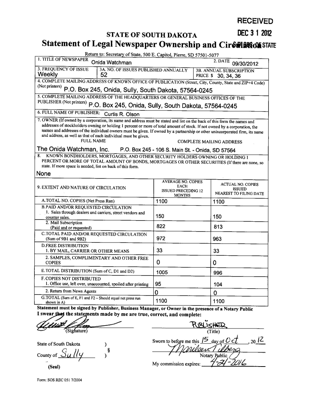 RECEIVED
DEC 31 2012
STATE OF SOUTH DAKOTA
Statement of Legal Newspaper Ownership and Circulation
STATE
Return to: Secretary of State, 500 E. Capitol, Pierre, SD 57501-5077
1. TITLE OF NEWSPAPER Onida Watchman
2. DATE 09/30/2012
3. FREQUENCY OF ISSUE Weekly
3A. NO. OF ISSUES PUBLISHED ANNUALLY 52
3B. ANNUAL SUBSCRIPTION PRICE $ 30, 34, 36
4. COMPLETE MAILING ADDRESS OF KNOWN OFFICE OF PUBLICATION (Street, City, County, State and ZIP+4 Code)
(Not printers) P.O. Box 245, Onida, Sully, South Dakota, 57564-0245
5. COMPLETE MAILING ADDRESS OF THE HEADQUARTERS OR GENERAL BUSINESS OFFICES OF THE
PUBLISHER (Not printers) P.O. Box 245, Onida, Sully, South Dakota, 57564-0245
6. FULL NAME OF PUBLISHER: Curtis R. Olson
7. OWNER (If owned by a corporation, its name and address must be stated and list on the back of this form the names and
addresses of stockholders owning or holding 1 percent or more of total amount of stock. If not owned by a corporation, the
names and addresses of the individual owners must be given. If owned by a partnership or other unincorporated firm, its name
and address, as well as that of each individual must be given.
FULL NAME COMPLETE MAILING ADDRESS
The Onida Watchman, Inc. P.O. Box 245 - 106 S. Main St. - Onida, SD 57564
8. KNOWN BONDHOLDERS, MORTGAGES, AND OTHER SECURITY HOLDERS OWNING OR HOLDING 1
PERCENT OR MORE OF TOTAL AMOUNT OF BONDS, MORTGAGES OR OTHER SECURITIES (If there are none, so
state. If more space is needed, list on back of this form.
None
9. EXTENT AND NATURE OF CIRCULATION
AVERAGE NO. COPIES EACH ISSUED PRECEDING 12 MONTHS
ACTUAL NO. COPIES ISSUED NEAREST TO FILING DATE
A. TOTAL NO. COPIES (Net Press Run) 1100 1100
B. PAID AND/OR REQUESTED CIRCULATION
1. Sales through dealers and carriers, street vendors and
counter sales 150 150
2. Mail Subscription
(Paid and or requested) 822 813
C. TOTAL PAID AND/OR REQUESTED CIRCULATION
(Sum of 9B1 and 9B2) 972 963
D. FREE DISTRIBUTION
1. BY MAIL, CARRIER OR OTHER MEANS 33 33
2. SAMPLES, COMPLIMENTARY AND OTHER FREE
COPIES 0 0
E. TOTAL DISTRIBUTION (Sum of C, D1 and D2) 1005 996
F. COPIES NOT DISTRIBUTED
1. Office use, left over, unaccounted, spoiled after printing 95 104
2. Return from News Agents 0 0
G. TOTAL (Sum of E, F1 and F2 - Should equal net press run
shown in A) 1100 1100
Statement must be signed by Publisher, Business Manager, or Owner in the presence of a Notary Public
I swear that the statements made by me are true, correct, and complete:
PUBLISHER
(Signature) (Title)
State of South Dakota )
Sworn to before me this 15 day of Oct, 2012
County of Sully )
Notary Public
(Seal) My commission expires:
Form: SOS REC 051 7/2004